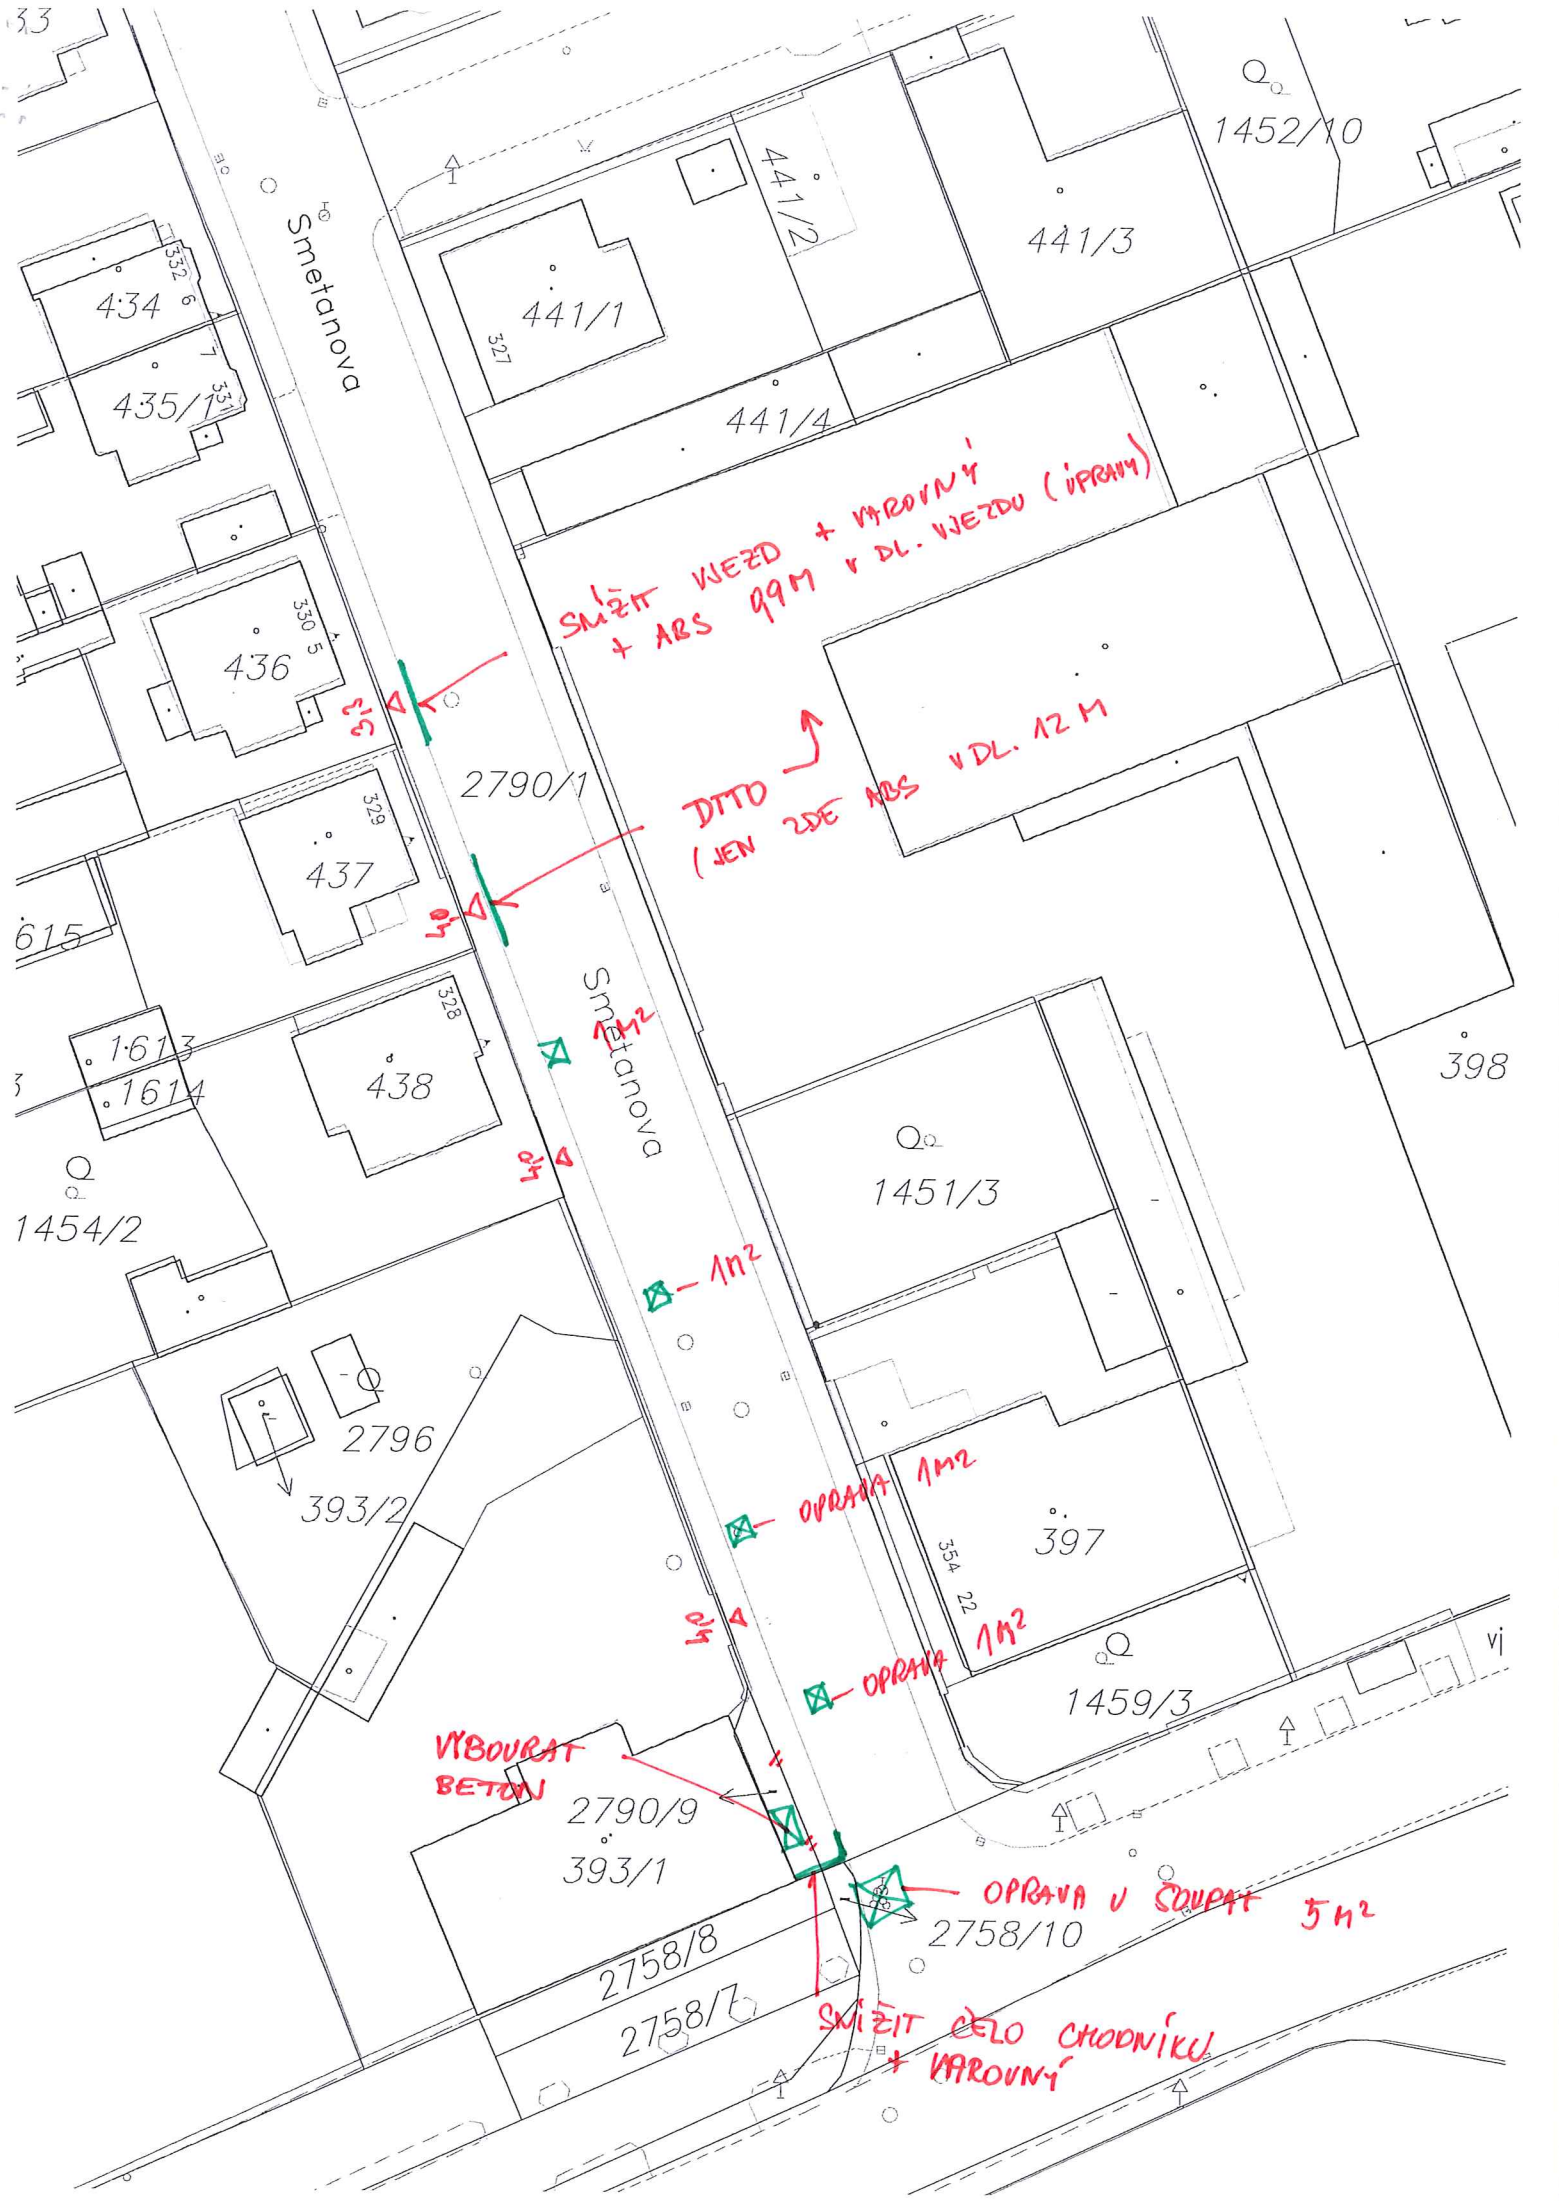 33
Smetanova
1452/10
441/2
441/3
332 6
434
441/1
327
7
435/1
331
441/4
SNÍŽIT VJEZD + VAROVNÝ
+ ABS 99M V DL. VJEZDU (ÚPRAVY)
330 5
436
3,3
2790/1
DTTO
(JEN ZDE ABS V DL. 12 M
329
437
4,0
615
Smetanova
328
1M²
1613
1614
438
398
4,0
1451/3
1454/2
1M²
2796
393/2
OPRAVA 1M2
397
354 22
4,0
OPRAVA 1M²
vj
1459/3
VYBOURAT
BETON
2790/9
393/1
OPRAVA U ŠOUPAT 5M²
2758/10
2758/8
2758/7
SNÍŽIT ČELO CHODNÍKU
+ VAROVNÝ